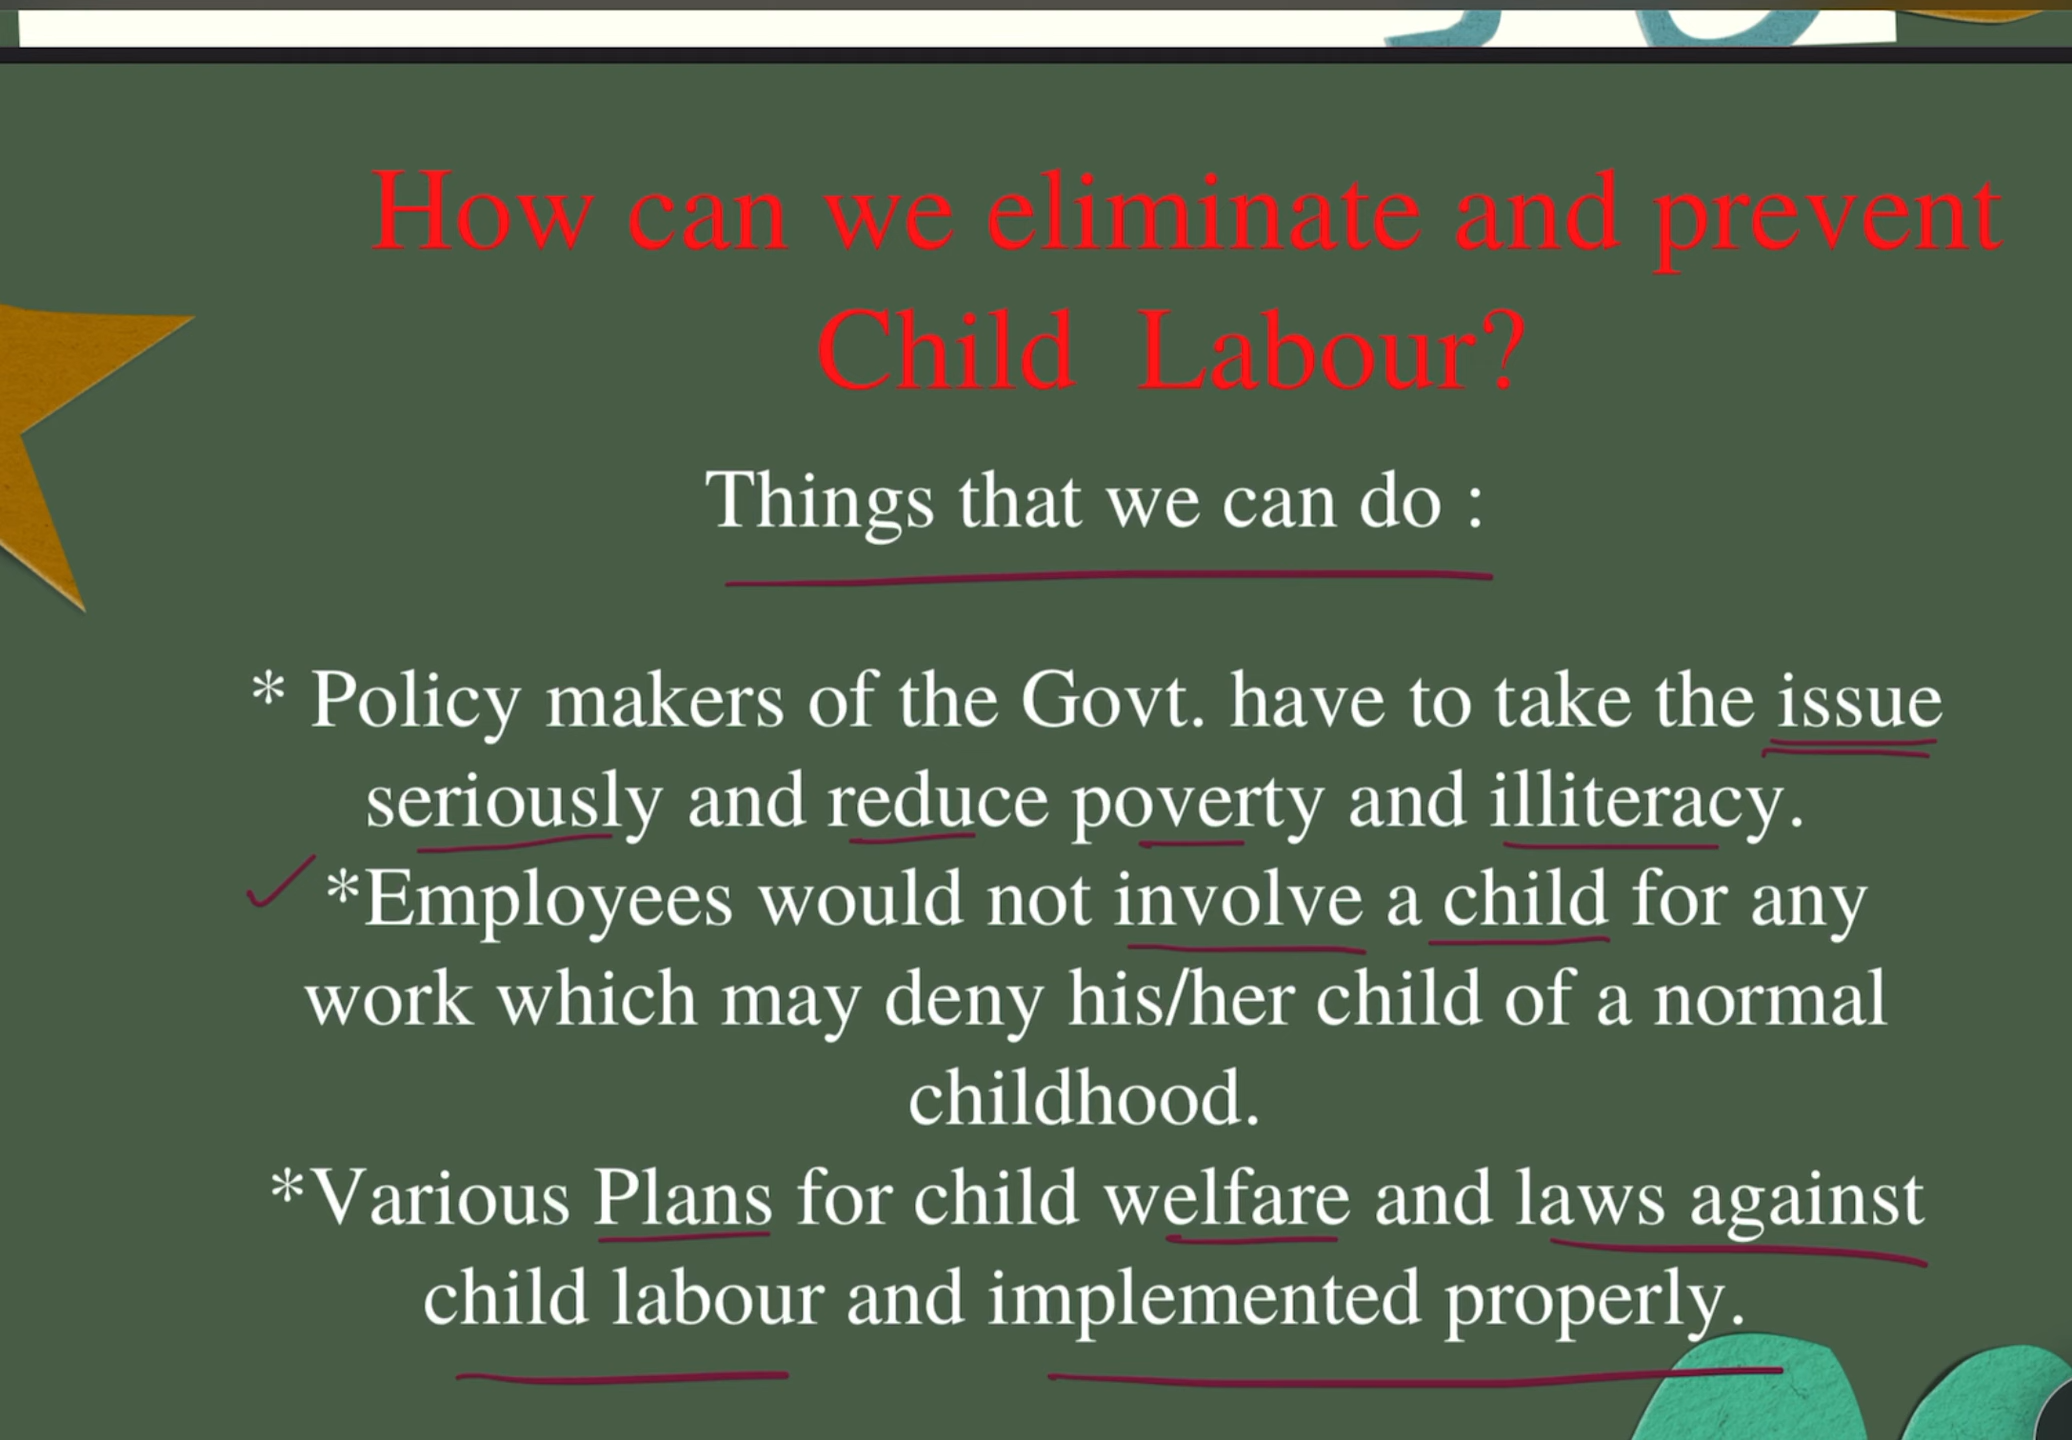 How can we eliminate and prevent
Child Labour?
Things that we can do :
* Policy makers of the Govt. have to take the issue
seriously and reduce poverty and illiteracy.
*Employees would not involve a child for any
work which may deny his/her child of a normal
childhood.
*Various Plans for child welfare and laws against
child labour and implemented properly.